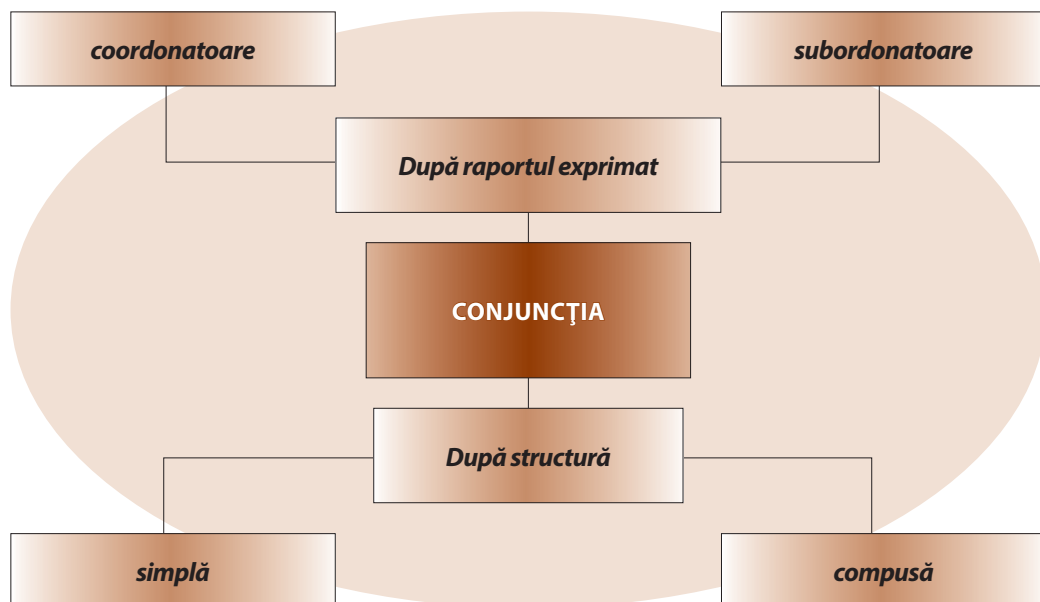 coordonatoare
subordonatoare
După raportul exprimat
CONJUNCŢIA
După structură
simplă
compusă